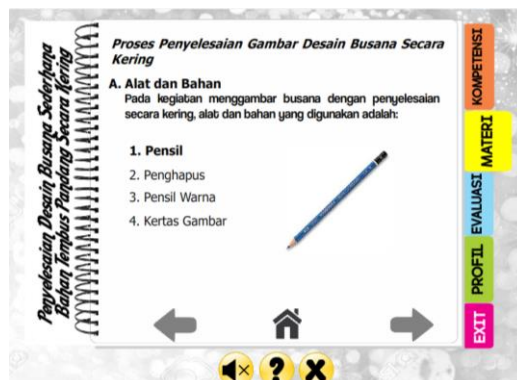 Penyelesaian Desain Busana Sederhana
Bahan Tembus Pandang Secara Kering
Proses Penyelesaian Gambar Desain Busana Secara
Kering
A. Alat dan Bahan
Pada kegiatan menggambar busana dengan penyelesaian
secara kering, alat dan bahan yang digunakan adalah:
1. Pensil
2. Penghapus
3. Pensil Warna
4. Kertas Gambar
KOMPETENSI
MATERI
EVALUASI
PROFIL
EXIT
?
X